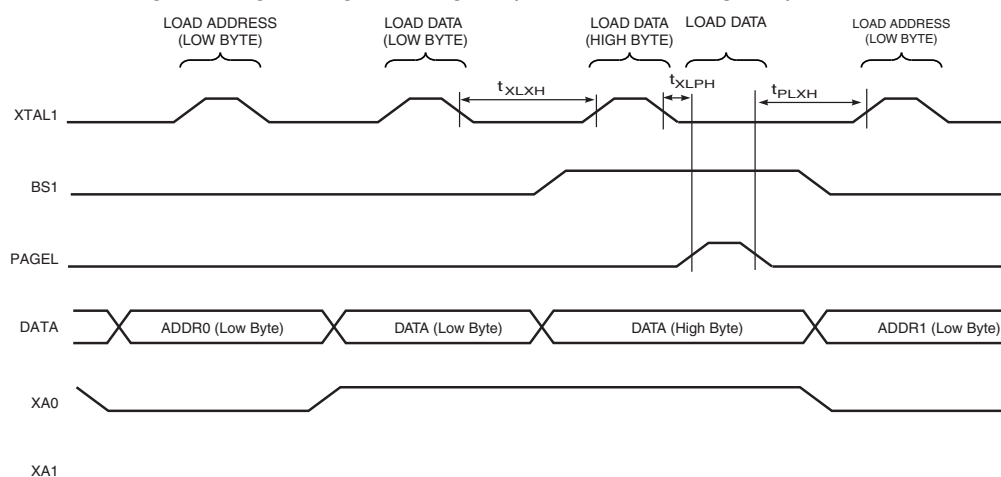 LOAD ADDRESS
(LOW BYTE)
LOAD DATA
(LOW BYTE)
LOAD DATA
(HIGH BYTE)
LOAD DATA
LOAD ADDRESS
(LOW BYTE)
XTAL1
tXLXH
tXLPH
tPLXH
BS1
PAGEL
DATA
ADDR0 (Low Byte)
DATA (Low Byte)
DATA (High Byte)
ADDR1 (Low Byte)
XA0
XA1